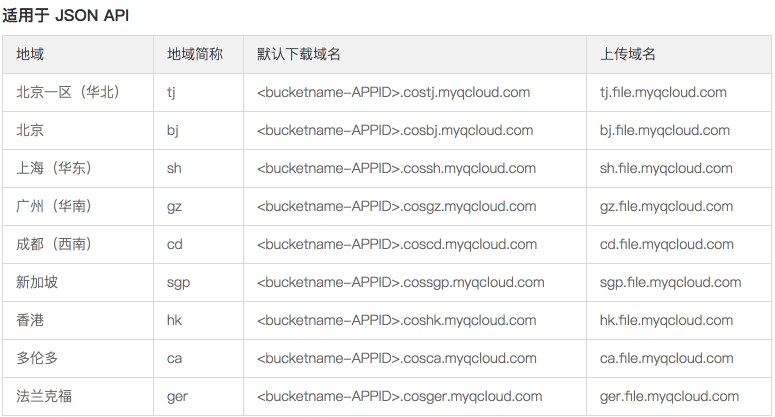 适用于 JSON API
地域 地域简称 默认下载域名 上传域名
北京一区（华北） tj <bucketname-APPID>.costj.myqcloud.com tj.file.myqcloud.com
北京 bj <bucketname-APPID>.cosbj.myqcloud.com bj.file.myqcloud.com
上海（华东） sh <bucketname-APPID>.cossh.myqcloud.com sh.file.myqcloud.com
广州（华南） gz <bucketname-APPID>.cosgz.myqcloud.com gz.file.myqcloud.com
成都（西南） cd <bucketname-APPID>.coscd.myqcloud.com cd.file.myqcloud.com
新加坡 sgp <bucketname-APPID>.cossgp.myqcloud.com sgp.file.myqcloud.com
香港 hk <bucketname-APPID>.coshk.myqcloud.com hk.file.myqcloud.com
多伦多 ca <bucketname-APPID>.cosca.myqcloud.com ca.file.myqcloud.com
法兰克福 ger <bucketname-APPID>.cosger.myqcloud.com ger.file.myqcloud.com